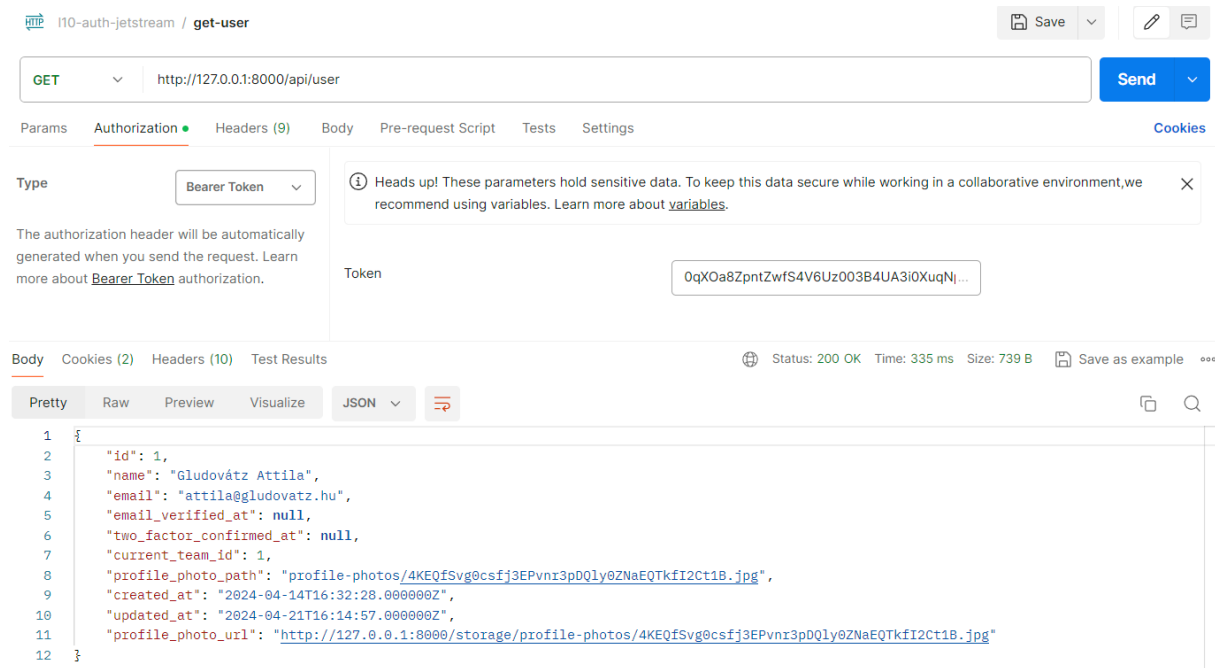 HTTP l10-auth-jetstream / get-user Save
GET http://127.0.0.1:8000/api/user Send
Params Authorization Headers (9) Body Pre-request Script Tests Settings Cookies
Type Bearer Token
The authorization header will be automatically
generated when you send the request. Learn
more about Bearer Token authorization.
Heads up! These parameters hold sensitive data. To keep this data secure while working in a collaborative environment,we
recommend using variables. Learn more about variables.
Token 0qXOa8ZpntZwfS4V6Uz003B4UA3i0XuqN...
Body Cookies (2) Headers (10) Test Results Status: 200 OK Time: 335 ms Size: 739 B Save as example
Pretty Raw Preview Visualize JSON
1 {
2 "id": 1,
3 "name": "Gludovátz Attila",
4 "email": "attila@gludovatz.hu",
5 "email_verified_at": null,
6 "two_factor_confirmed_at": null,
7 "current_team_id": 1,
8 "profile_photo_path": "profile-photos/4KEQfSvg0csfj3EPvnr3pDQly0ZNaEQTkfI2Ct1B.jpg",
9 "created_at": "2024-04-14T16:32:28.000000Z",
10 "updated_at": "2024-04-21T16:14:57.000000Z",
11 "profile_photo_url": "http://127.0.0.1:8000/storage/profile-photos/4KEQfSvg0csfj3EPvnr3pDQly0ZNaEQTkfI2Ct1B.jpg"
12 }